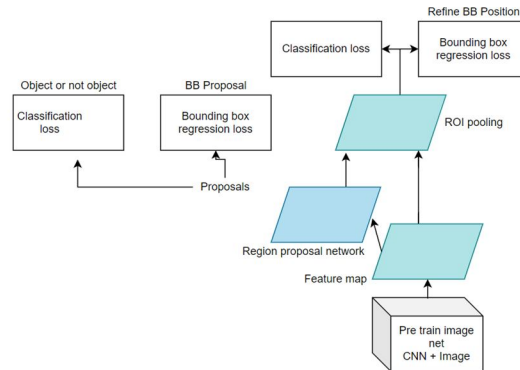 Refine BB Position
Classification loss
Bounding box
regression loss
Object or not object
BB Proposal
Classification
loss
Bounding box
regression loss
ROI pooling
Proposals
Region proposal network
Feature map
Pre train image
net
CNN + Image